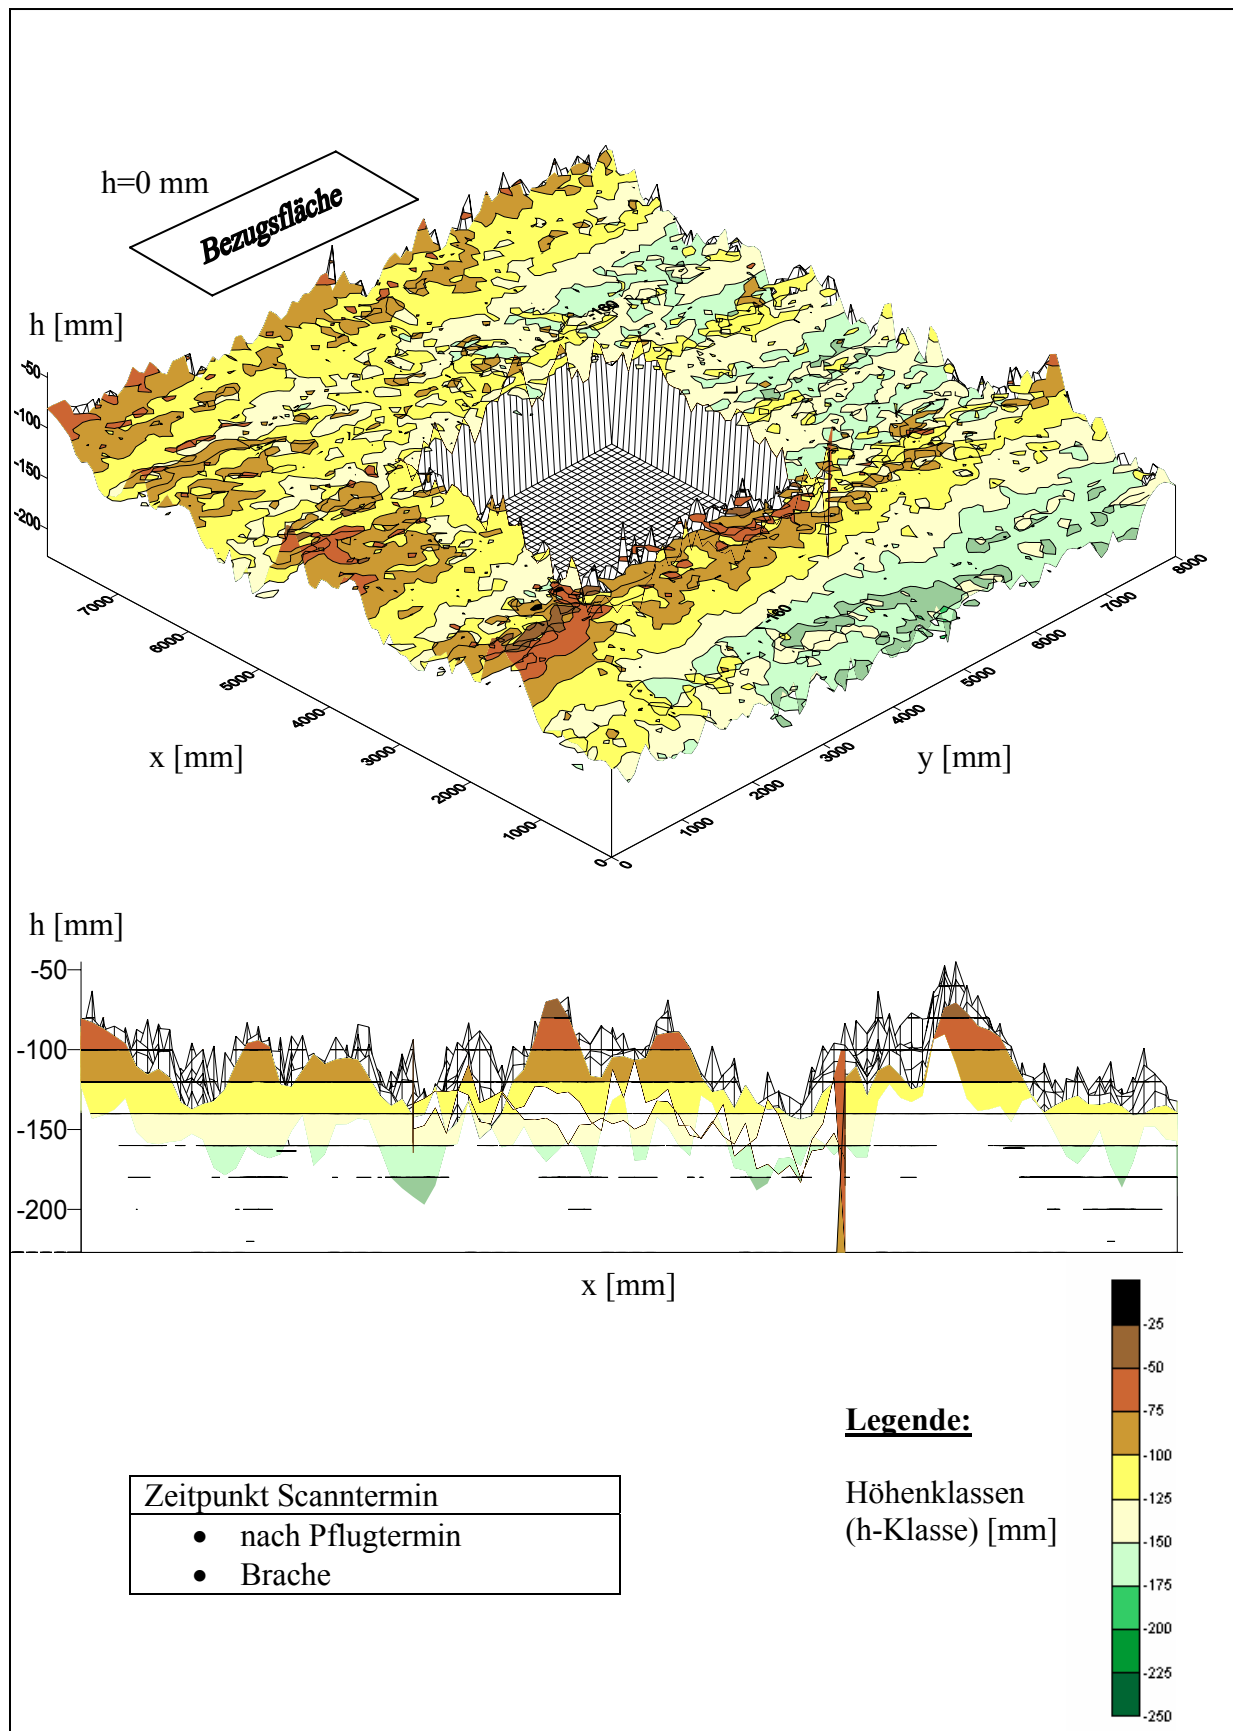 h=0 mm
Bezugsfläche
h [mm]
-50
-100
-150
-200
-160
-160
7000
6000
5000
4000
3000
2000
1000
0
0
1000
2000
3000
4000
5000
6000
7000
8000
x [mm]
y [mm]
h [mm]
-50
-100
-150
-200
x [mm]
-25
-50
-75
-100
-125
-150
-175
-200
-225
-250
Legende:
Höhenklassen
(h-Klasse) [mm]
Zeitpunkt Scanntermin
• nach Pflugtermin
• Brache